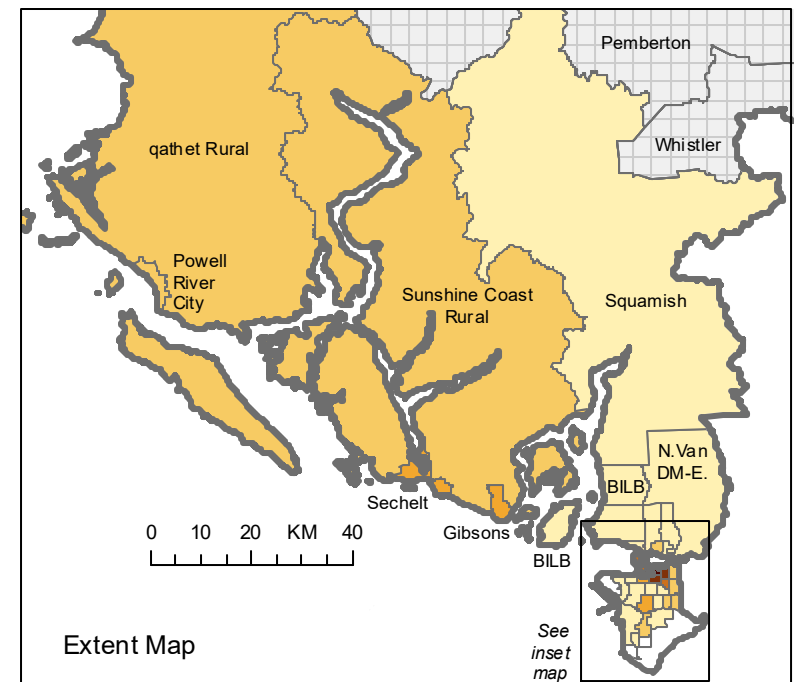 Pemberton
Whistler
qathet Rural
Powell
River
City
Sunshine Coast
Rural
Squamish
N.Van
DM-E.
BILB
Sechelt
Gibsons
BILB
0 10 20 KM 40
See
inset
map
Extent Map